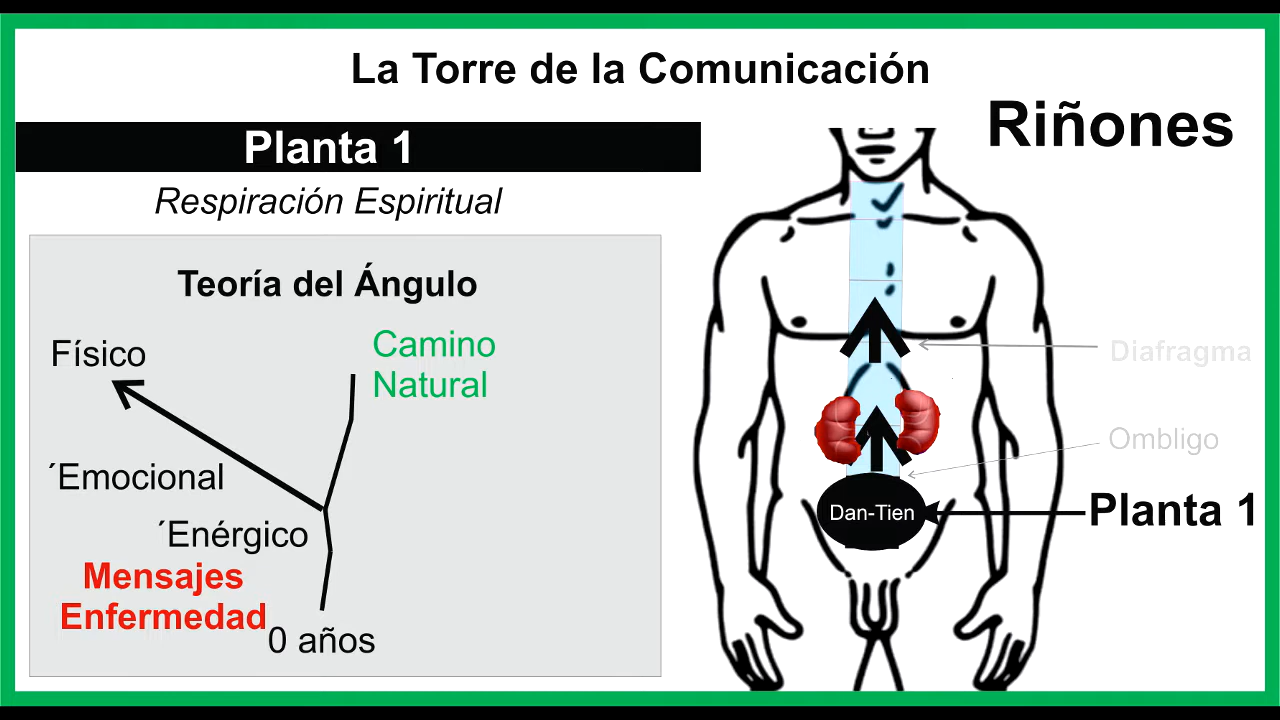 La Torre de la Comunicación
Riñones
Planta 1
Respiración Espiritual
Teoría del Ángulo
Físico
Camino
Natural
´Emocional
´Enérgico
Mensajes
Enfermedad
0 años
Diafragma
Ombligo
Dan-Tien
Planta 1